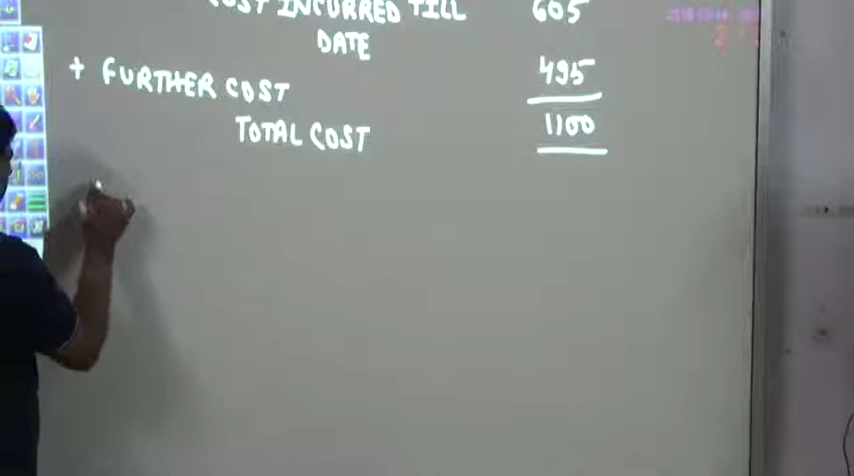 COST INCURRED TILL 605
DATE
+ FURTHER COST 495
TOTAL COST 1100